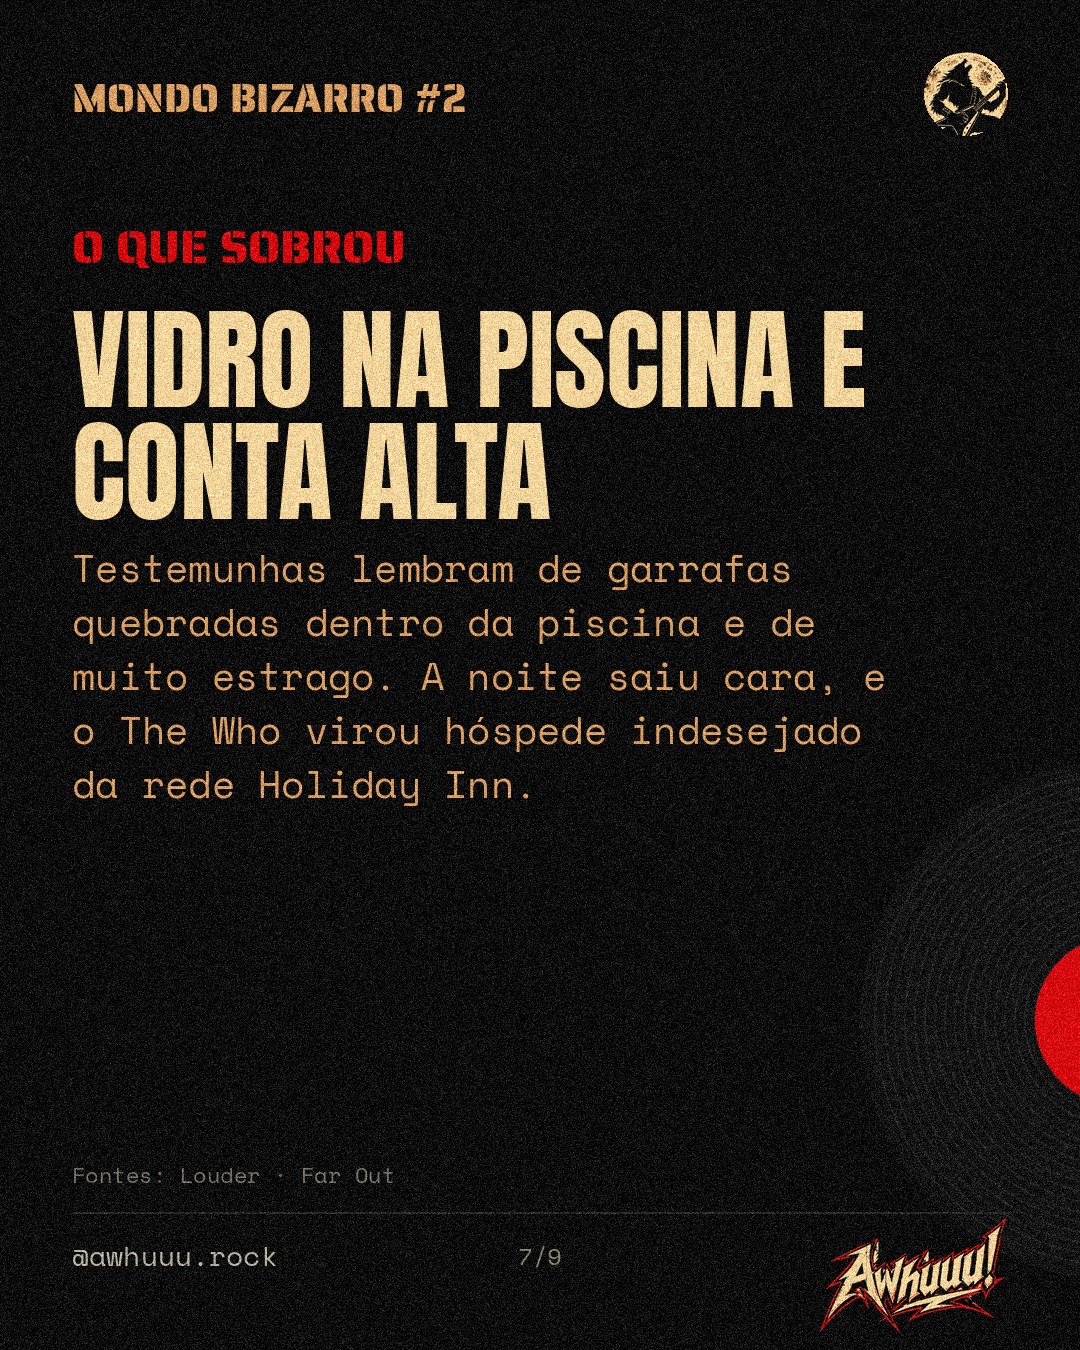 MONDO BIZARRO #2
O QUE SOBROU
VIDRO NA PISCINA E
CONTA ALTA
Testemunhas lembram de garrafas
quebradas dentro da piscina e de
muito estrago. A noite saiu cara, e
o The Who virou hóspede indesejado
da rede Holiday Inn.
Fontes: Louder · Far Out
@awhuuu.rock
7/9
Awhuuu!